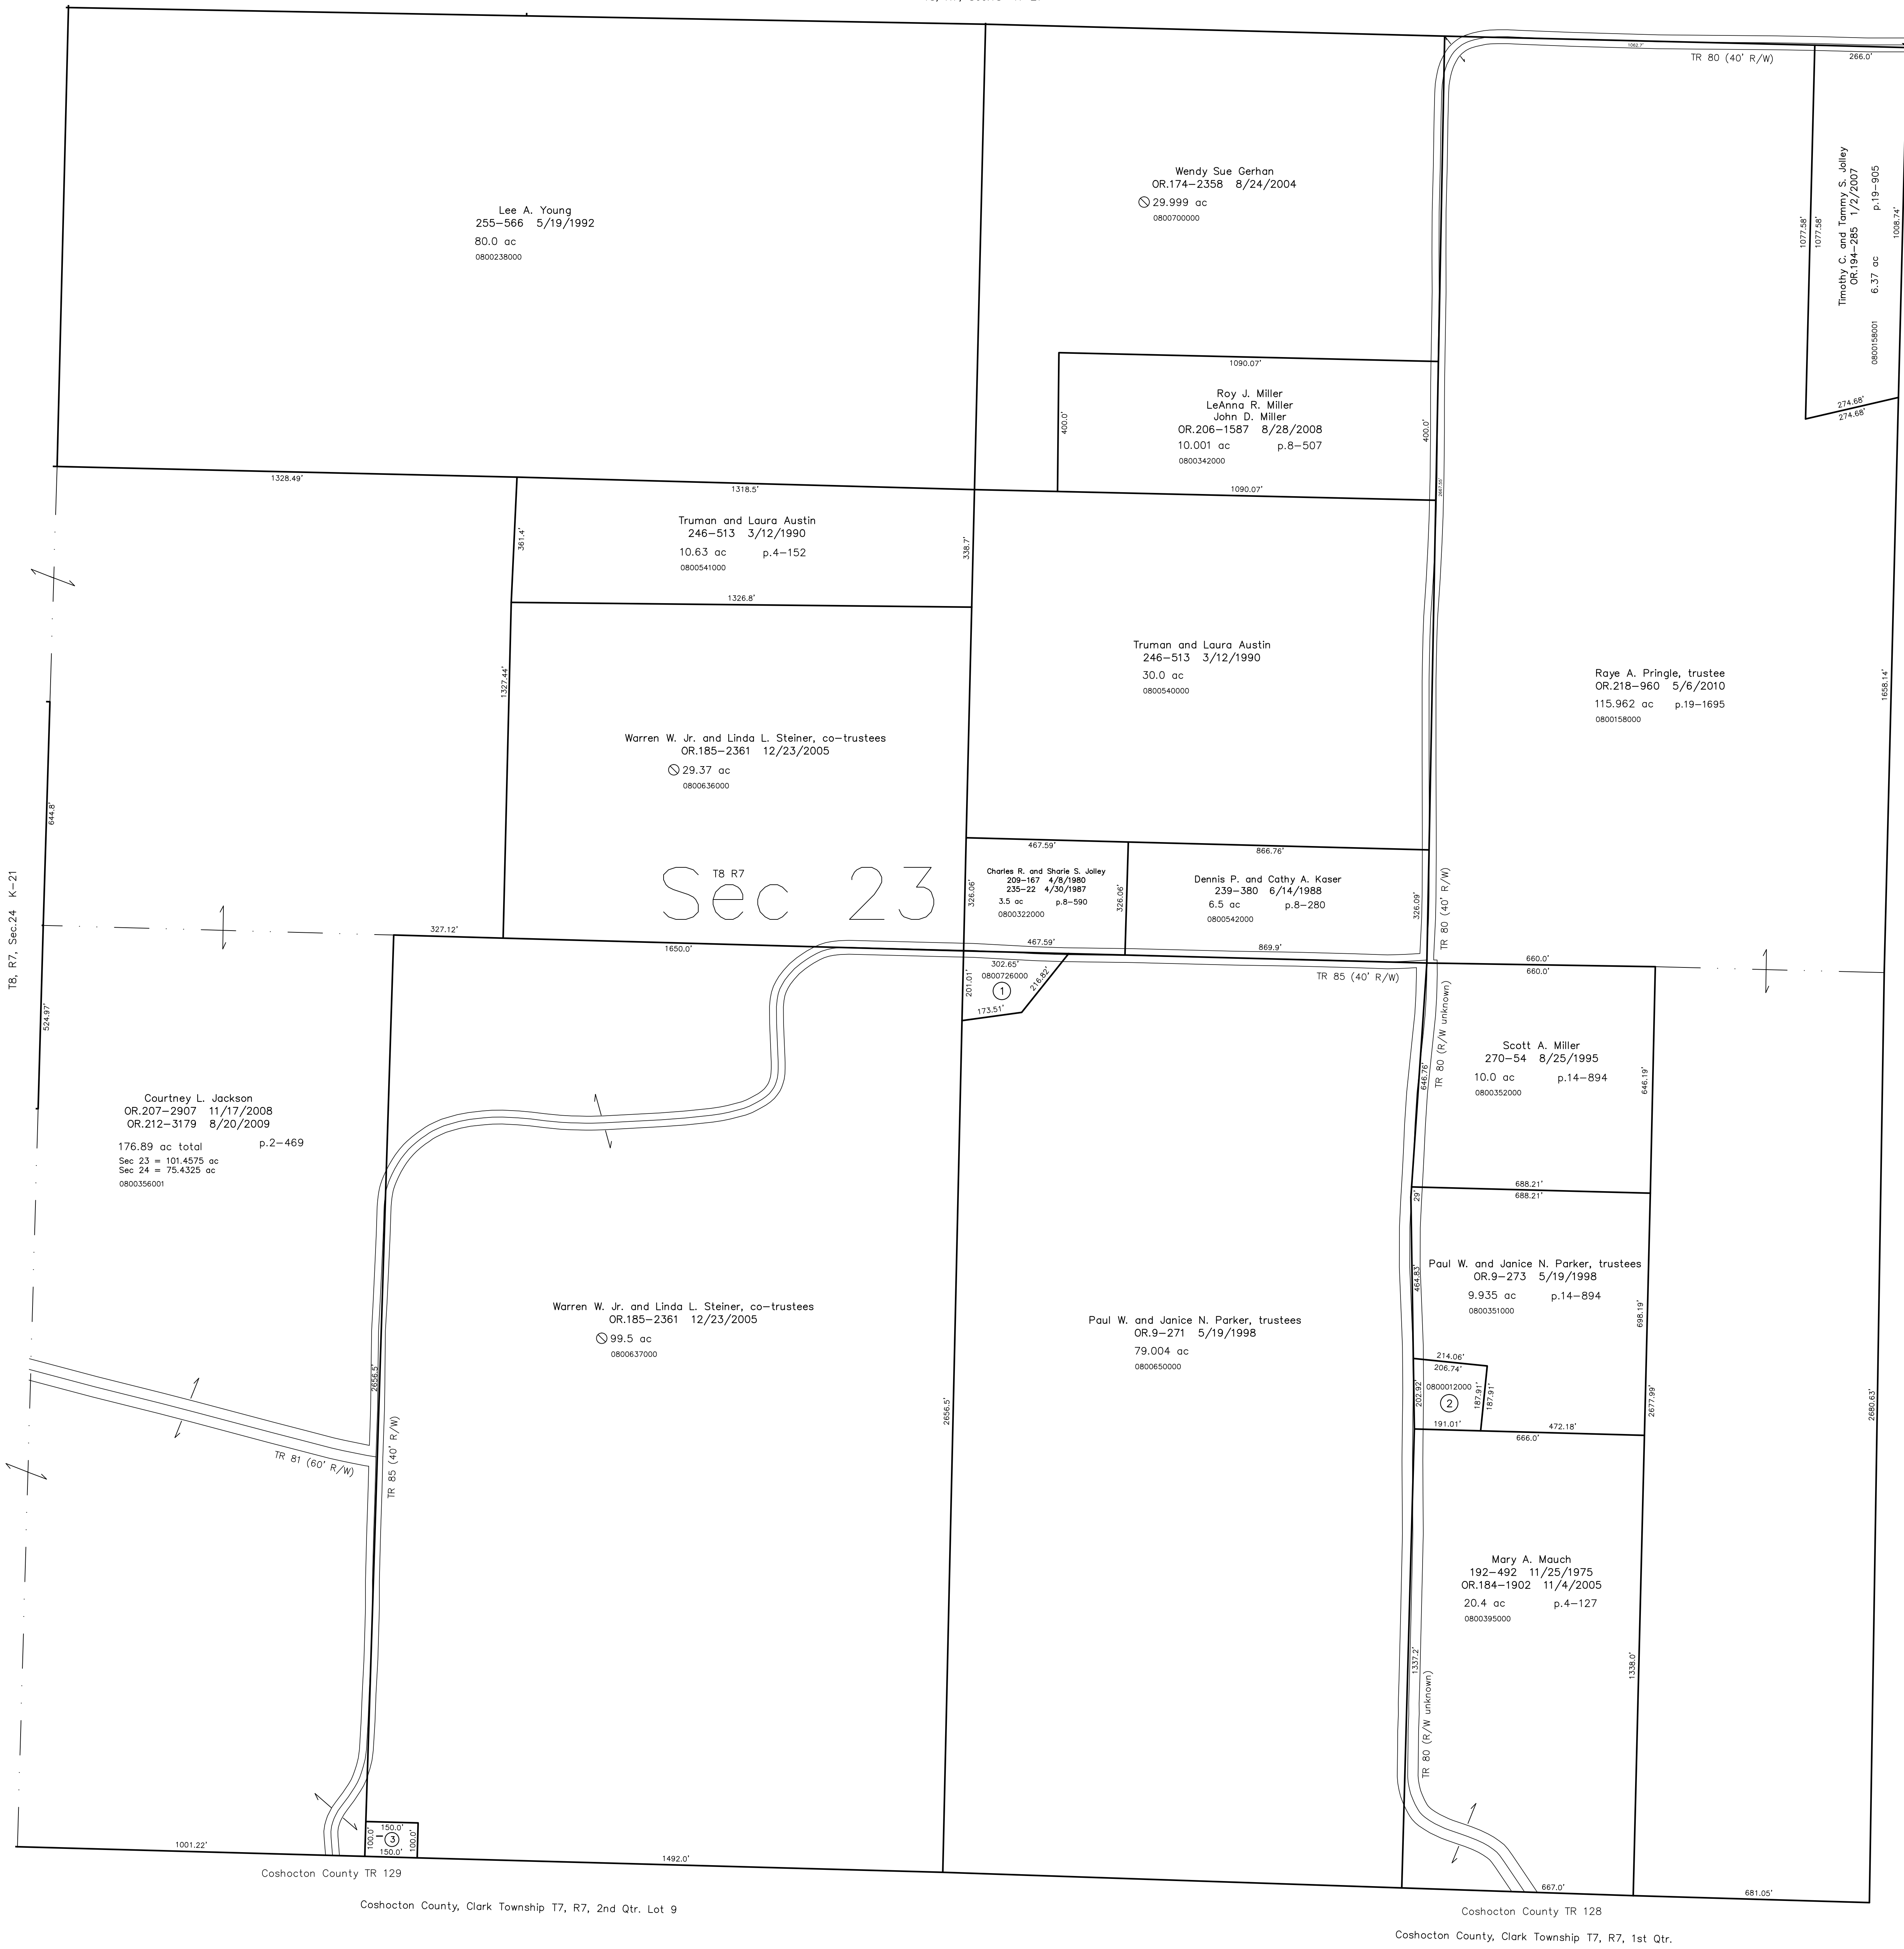 1062.7'
TR 80 (40' R/W)
266.0'
Lee A. Young
255-566 5/19/1992
80.0 ac
0800238000
Wendy Sue Gerhan
OR.174-2358 8/24/2004
29.999 ac
0800700000
Timothy C. and Tammy S. Jolley
OR.194-285 1/2/2007
6.37 ac p.19-905
0800158001
1077.58'
1077.58'
1008.74'
274.68'
274.68'
1090.07'
400.0'
400.0'
Roy J. Miller
LeAnna R. Miller
John D. Miller
OR.206-1587 8/28/2008
10.001 ac p.8-507
0800342000
1090.07'
1328.49'
1318.5'
361.4'
338.7'
Truman and Laura Austin
246-513 3/12/1990
10.63 ac p.4-152
0800541000
1326.8'
1327.44'
Truman and Laura Austin
246-513 3/12/1990
30.0 ac
0800540000
Raye A. Pringle, trustee
OR.218-960 5/6/2010
115.962 ac p.19-1695
0800158000
1658.14'
Warren W. Jr. and Linda L. Steiner, co-trustees
OR.185-2361 12/23/2005
29.37 ac
0800636000
644.8'
T8, R7, Sec.24 K-21
524.97'
T8 R7
Sec 23
467.59'
866.76'
Charles R. and Sharie S. Jolley
209-167 4/8/1980
235-22 4/30/1987
3.5 ac p.8-590
0800322000
326.06'
326.06'
Dennis P. and Cathy A. Kaser
239-380 6/14/1988
6.5 ac p.8-280
0800542000
326.09'
TR 80 (40' R/W)
327.12'
1650.0'
467.59'
869.9'
660.0'
660.0'
302.65'
0800726000
1
201.01'
216.82'
173.51'
TR 85 (40' R/W)
TR 80 (R/W unknown)
646.76'
Scott A. Miller
270-54 8/25/1995
10.0 ac p.14-894
0800352000
646.19'
688.21'
688.21'
29'
Courtney L. Jackson
OR.207-2907 11/17/2008
OR.212-3179 8/20/2009
176.89 ac total p.2-469
Sec 23 = 101.4575 ac
Sec 24 = 75.4325 ac
0800356001
Paul W. and Janice N. Parker, trustees
OR.9-273 5/19/1998
9.935 ac p.14-894
0800351000
464.83'
698.19'
Warren W. Jr. and Linda L. Steiner, co-trustees
OR.185-2361 12/23/2005
99.5 ac
0800637000
Paul W. and Janice N. Parker, trustees
OR.9-271 5/19/1998
79.004 ac
0800650000
214.06'
206.74'
0800012000
2
202.92'
187.91'
187.91'
191.01'
472.18'
666.0'
2656.5'
2656.5'
2677.99'
2680.63'
TR 81 (60' R/W)
TR 85 (40' R/W)
Mary A. Mauch
192-492 11/25/1975
OR.184-1902 11/4/2005
20.4 ac p.4-127
0800395000
1337.2'
1338.0'
TR 80 (R/W unknown)
150.0'
100.0'
3
100.0'
150.0'
1001.22'
1492.0'
667.0'
681.05'
Coshocton County TR 129
Coshocton County, Clark Township T7, R7, 2nd Qtr. Lot 9
Coshocton County TR 128
Coshocton County, Clark Township T7, R7, 1st Qtr.